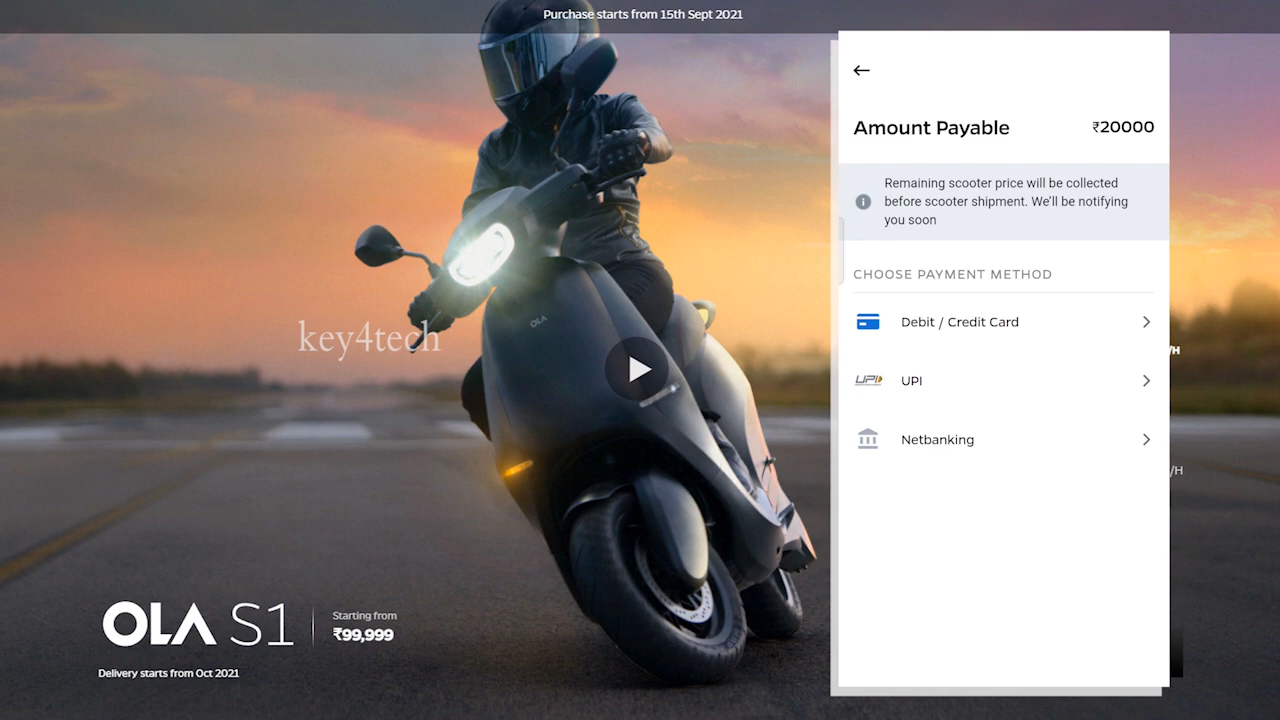 Purchase starts from 15th Sept 2021
Amount Payable ₹20000
Remaining scooter price will be collected
before scooter shipment. We'll be notifying
you soon
CHOOSE PAYMENT METHOD
Debit / Credit Card
UPI
UPI
Netbanking
/H
/H
key4tech
OLA
OLA S1
Starting from
₹99,999
Delivery starts from Oct 2021